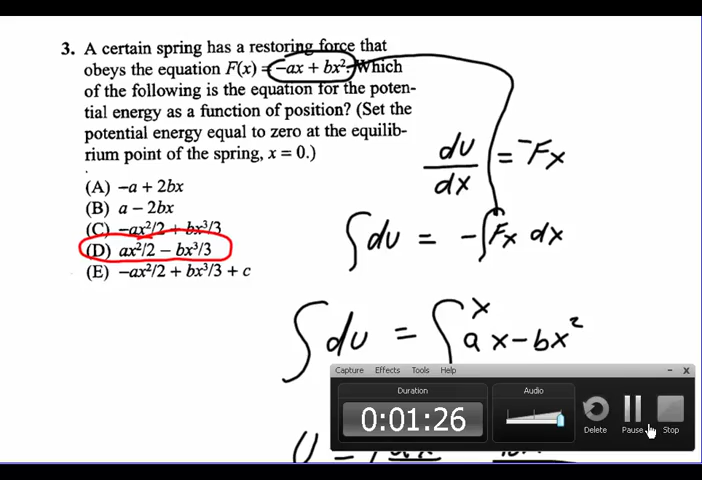 3. A certain spring has a restoring force that
obeys the equation F(x) = −ax + bx². Which
of the following is the equation for the poten-
tial energy as a function of position? (Set the
potential energy equal to zero at the equilib-
rium point of the spring, x = 0.)
(A) −a + 2bx
(B) a − 2bx
(C) −ax²/2 + bx³/3
(D) ax²/2 − bx³/3
(E) −ax²/2 + bx³/3 + c
du/dx = -Fx
∫du = -∫Fx dx
∫du = ∫ˣ ax-bx²
U =
Capture Effects Tools Help
Duration
0:01:26
Audio
Delete
Pause
Stop